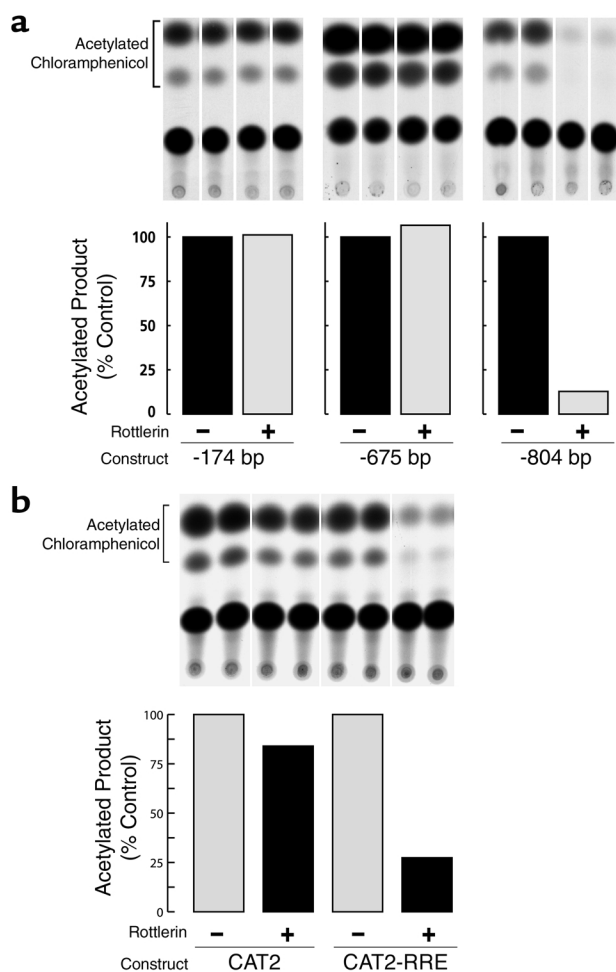 a
Acetylated
Chloramphenicol
Acetylated Product
(% Control)
100
75
50
25
0
Rottlerin − + − + − +
Construct -174 bp -675 bp -804 bp
b
Acetylated
Chloramphenicol
Acetylated Product
(% Control)
100
75
50
25
0
Rottlerin − + − +
Construct CAT2 CAT2-RRE